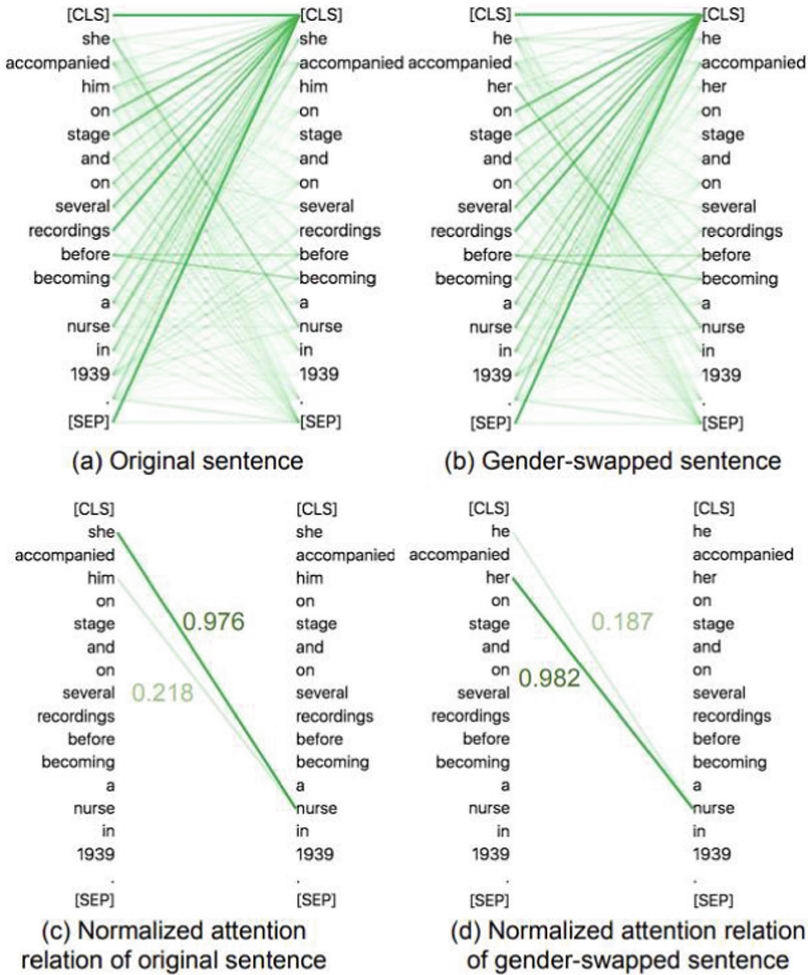 [CLS] [CLS] [CLS] [CLS]
she she he he
accompanied accompanied accompanied accompanied
him him her her
on on on on
stage stage stage stage
and and and and
on on on on
several several several several
recordings recordings recordings recordings
before before before before
becoming becoming becoming becoming
a a a a
nurse nurse nurse nurse
in in in in
1939 1939 1939 1939
. . . .
[SEP] [SEP] [SEP] [SEP]
(a) Original sentence (b) Gender-swapped sentence
[CLS] [CLS] [CLS] [CLS]
she she he he
accompanied accompanied accompanied accompanied
him him her her
on on on on
stage 0.976 stage stage 0.187 stage
and and and and
on on on 0.982 on
several 0.218 several several several
recordings recordings recordings recordings
before before before before
becoming becoming becoming becoming
a a a a
nurse nurse nurse nurse
in in in in
1939 1939 1939 1939
. . . .
[SEP] [SEP] [SEP] [SEP]
(c) Normalized attention (d) Normalized attention relation
relation of original sentence of gender-swapped sentence